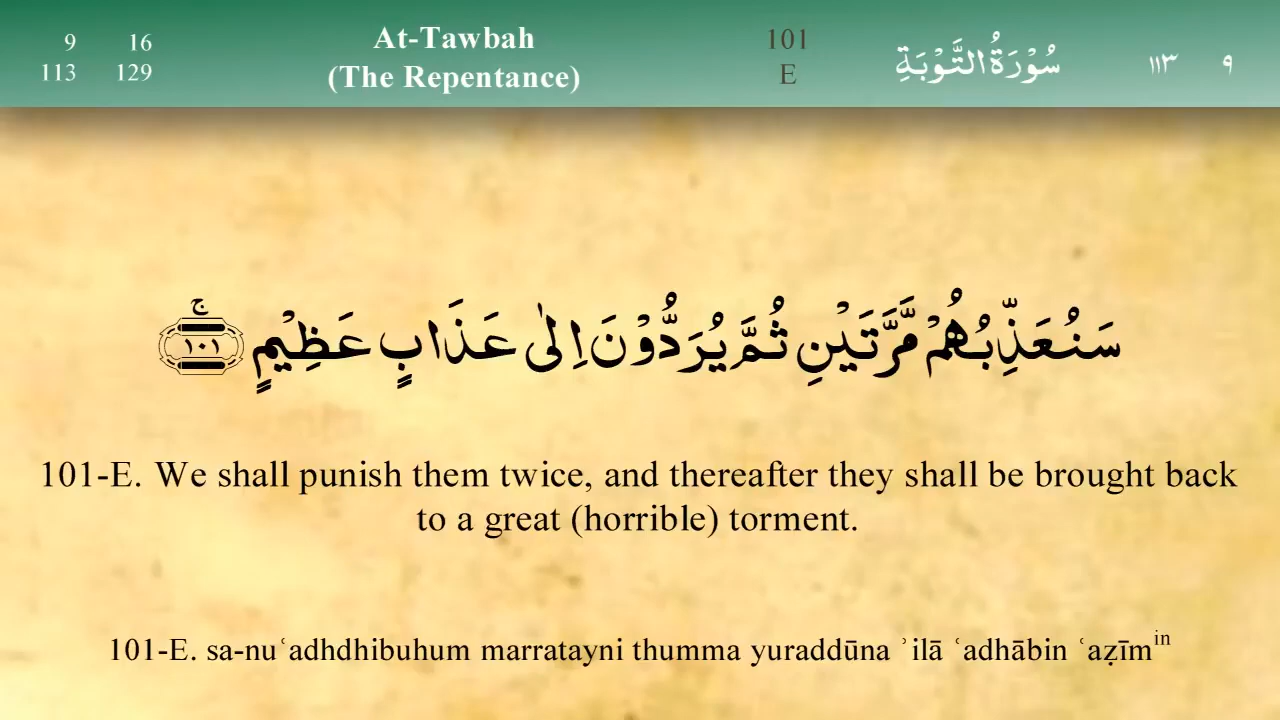 9 16
113 129
At-Tawbah
(The Repentance)
101
E
سُوْرَةُ التَّوْبَةِ
١١٣ ٩
سَنُعَذِّبُهُمْ مَّرَّتَيْنِ ثُمَّ يُرَدُّوْنَ اِلٰى عَذَابٍ عَظِيْمٍ ۚ ١٠١
101-E. We shall punish them twice, and thereafter they shall be brought back
to a great (horrible) torment.
101-E. sa-nuʿadhdhibuhum marratayni thumma yuraddūna ʾilā ʿadhābin ʿaẓīmⁱⁿ